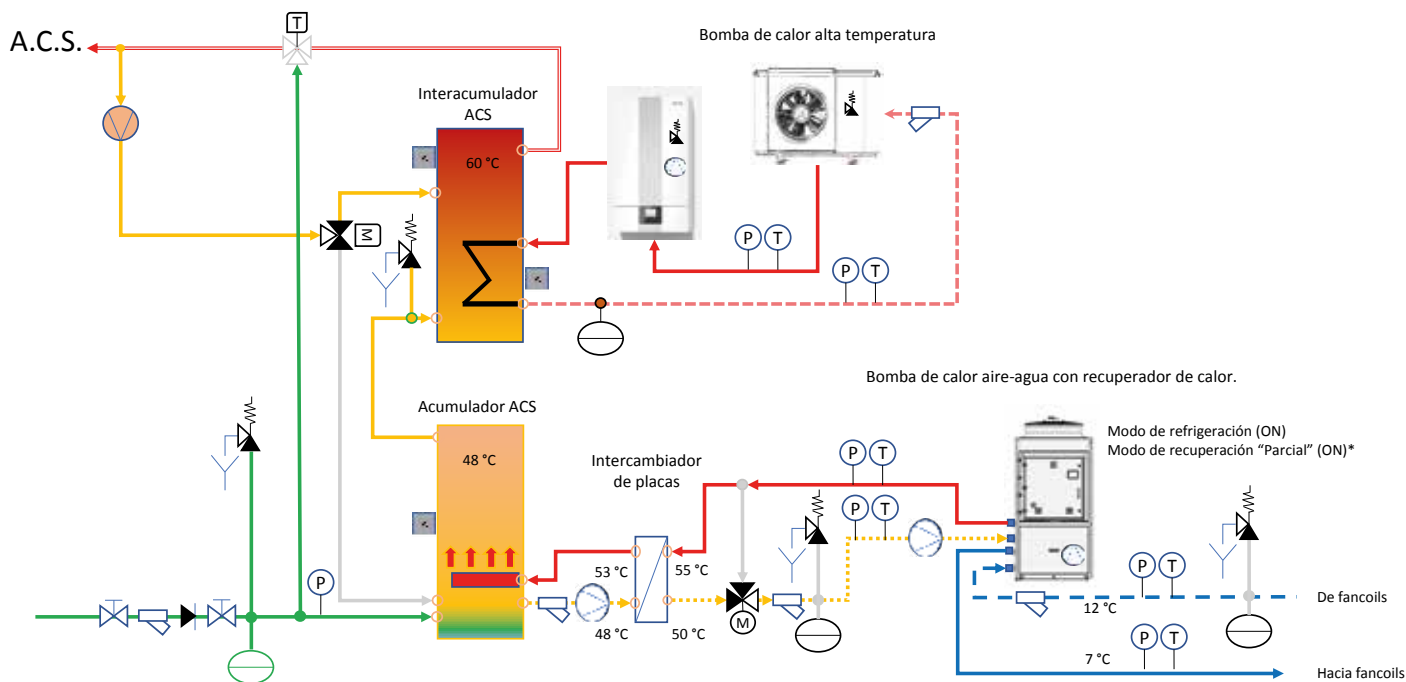 T
A.C.S.
Bomba de calor alta temperatura
Interacumulador
ACS
60 °C
M
P T
P T
Bomba de calor aire-agua con recuperador de calor.
Acumulador ACS
48 °C
Modo de refrigeración (ON)
Modo de recuperación “Parcial” (ON)*
Intercambiador
de placas
P T
P T
53 °C
55 °C
P
P T
12 °C
De fancoils
48 °C
50 °C
M
P T
7 °C
Hacia fancoils